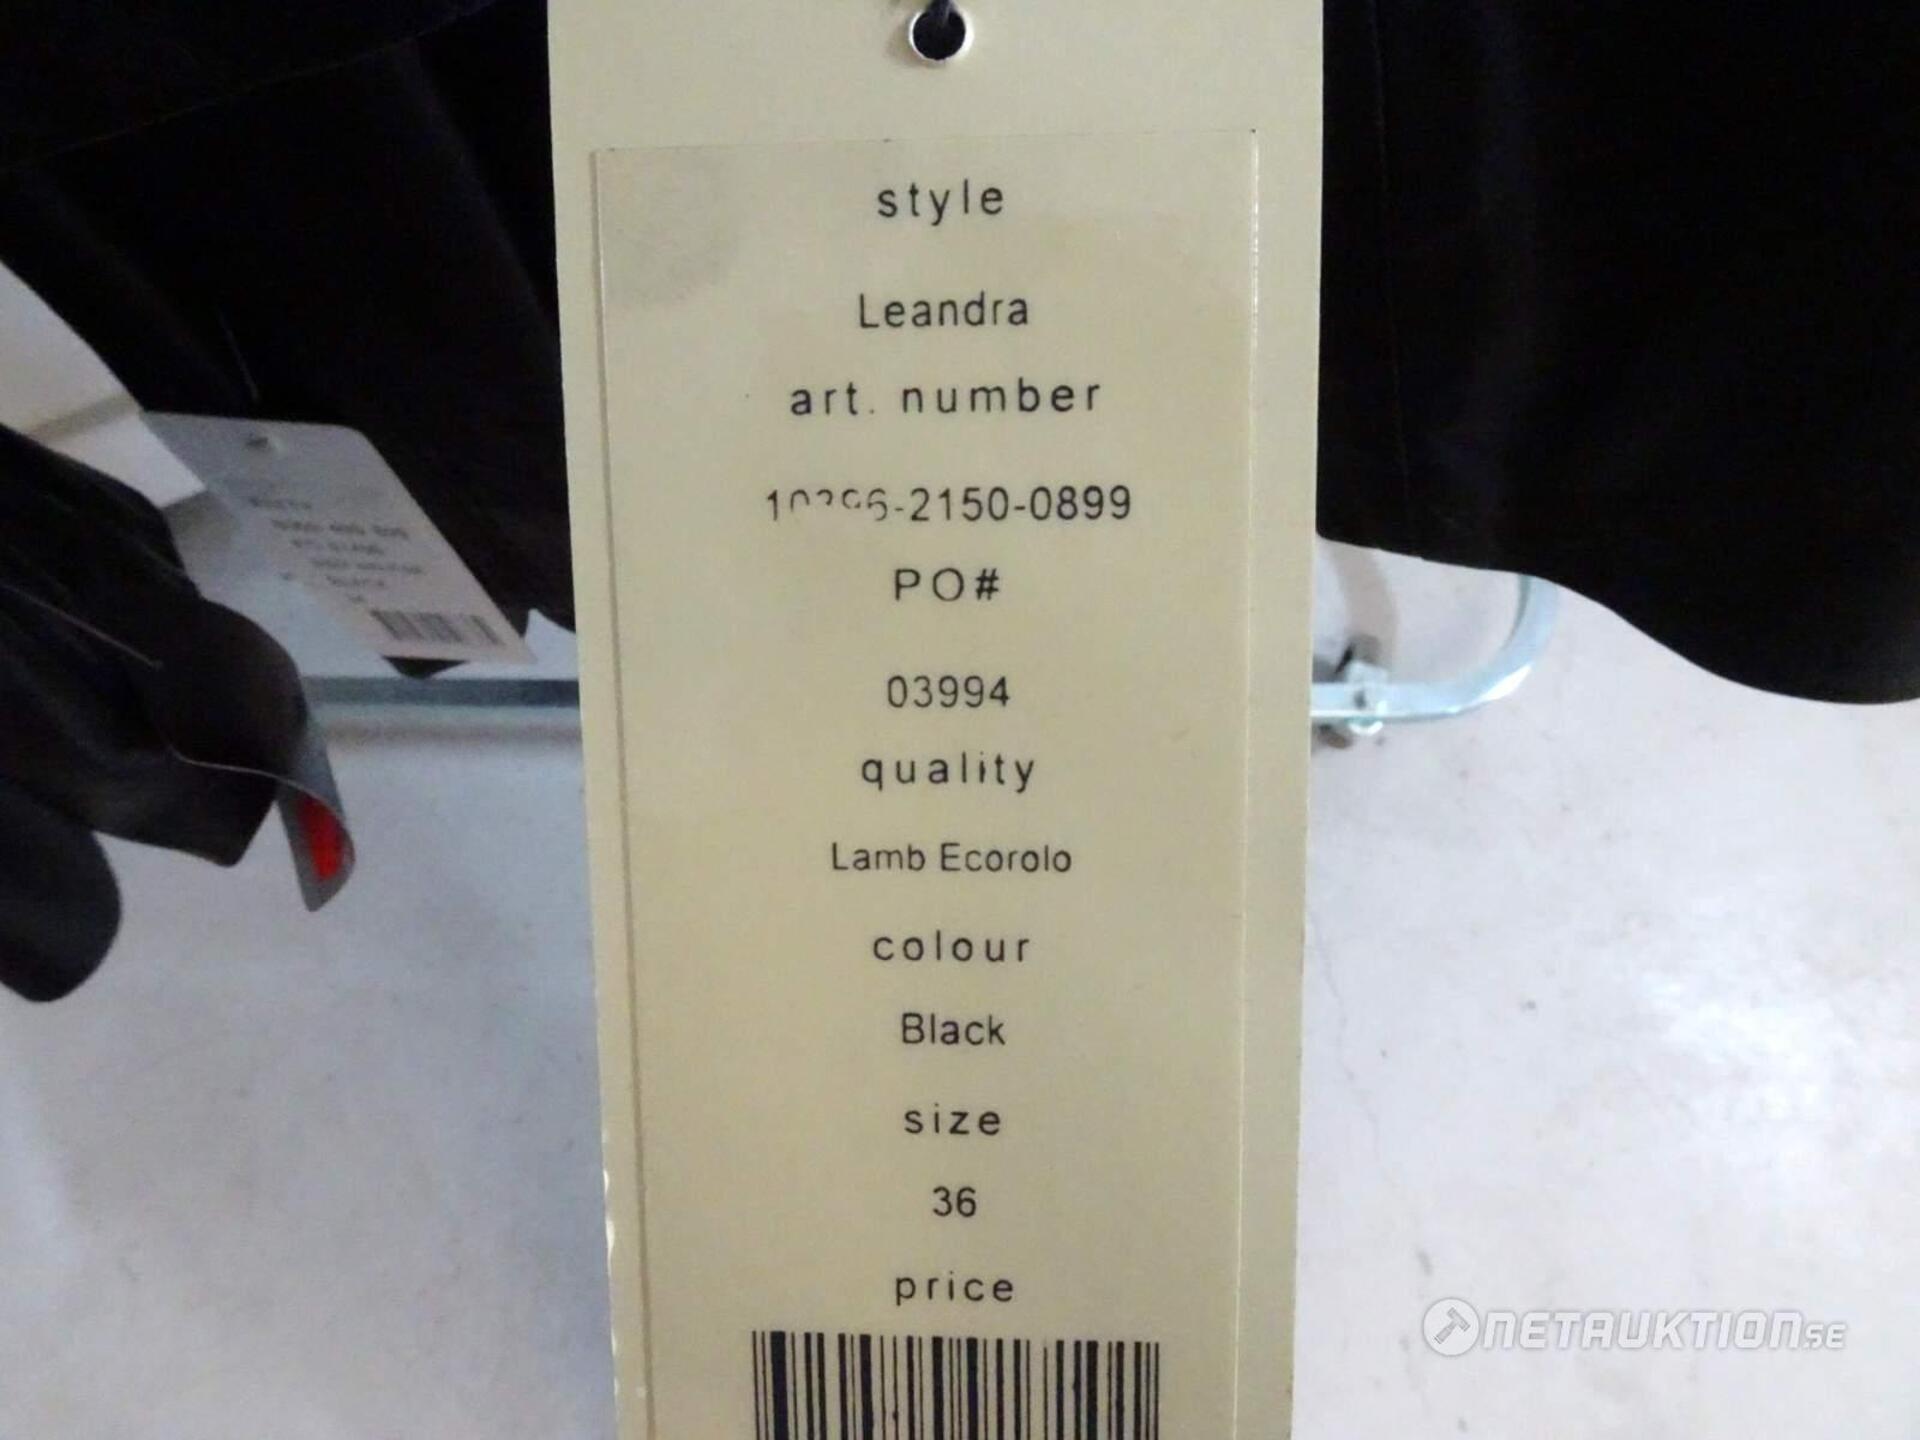 style
Leandra
art. number
PO#
03994
quality
Lamb Ecorolo
colour
Black
size
36
price
NETAUKTION.SE